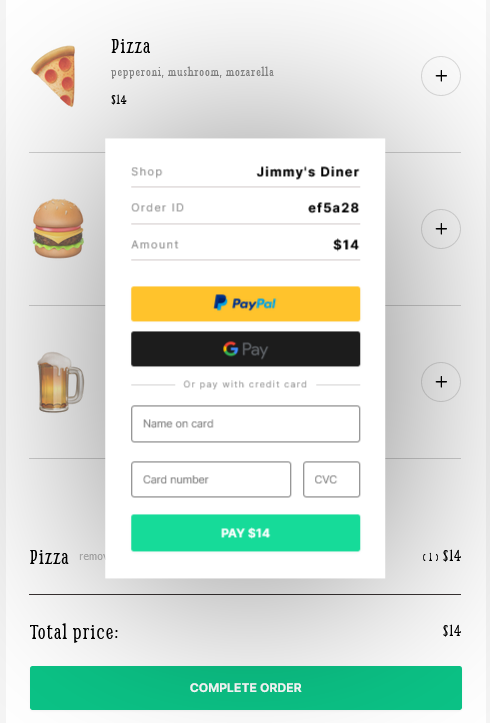 Pizza
pepperoni, mushroom, mozarella
$14
+
Shop Jimmy's Diner
Order ID ef5a28
+
Amount $14
PayPal
G Pay
Or pay with credit card
+
Name on card
Card number CVC
PAY $14
Pizza remov (1) $14
Total price: $14
COMPLETE ORDER